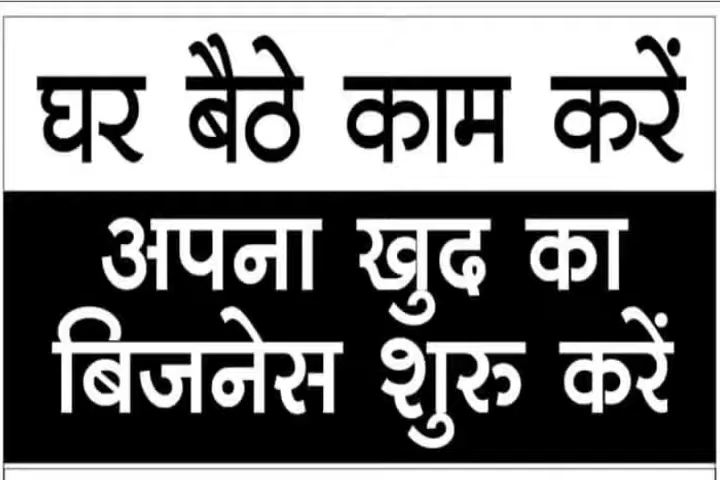 घर बैठे काम करें
अपना खुद का
बिजनेस शुरु करें